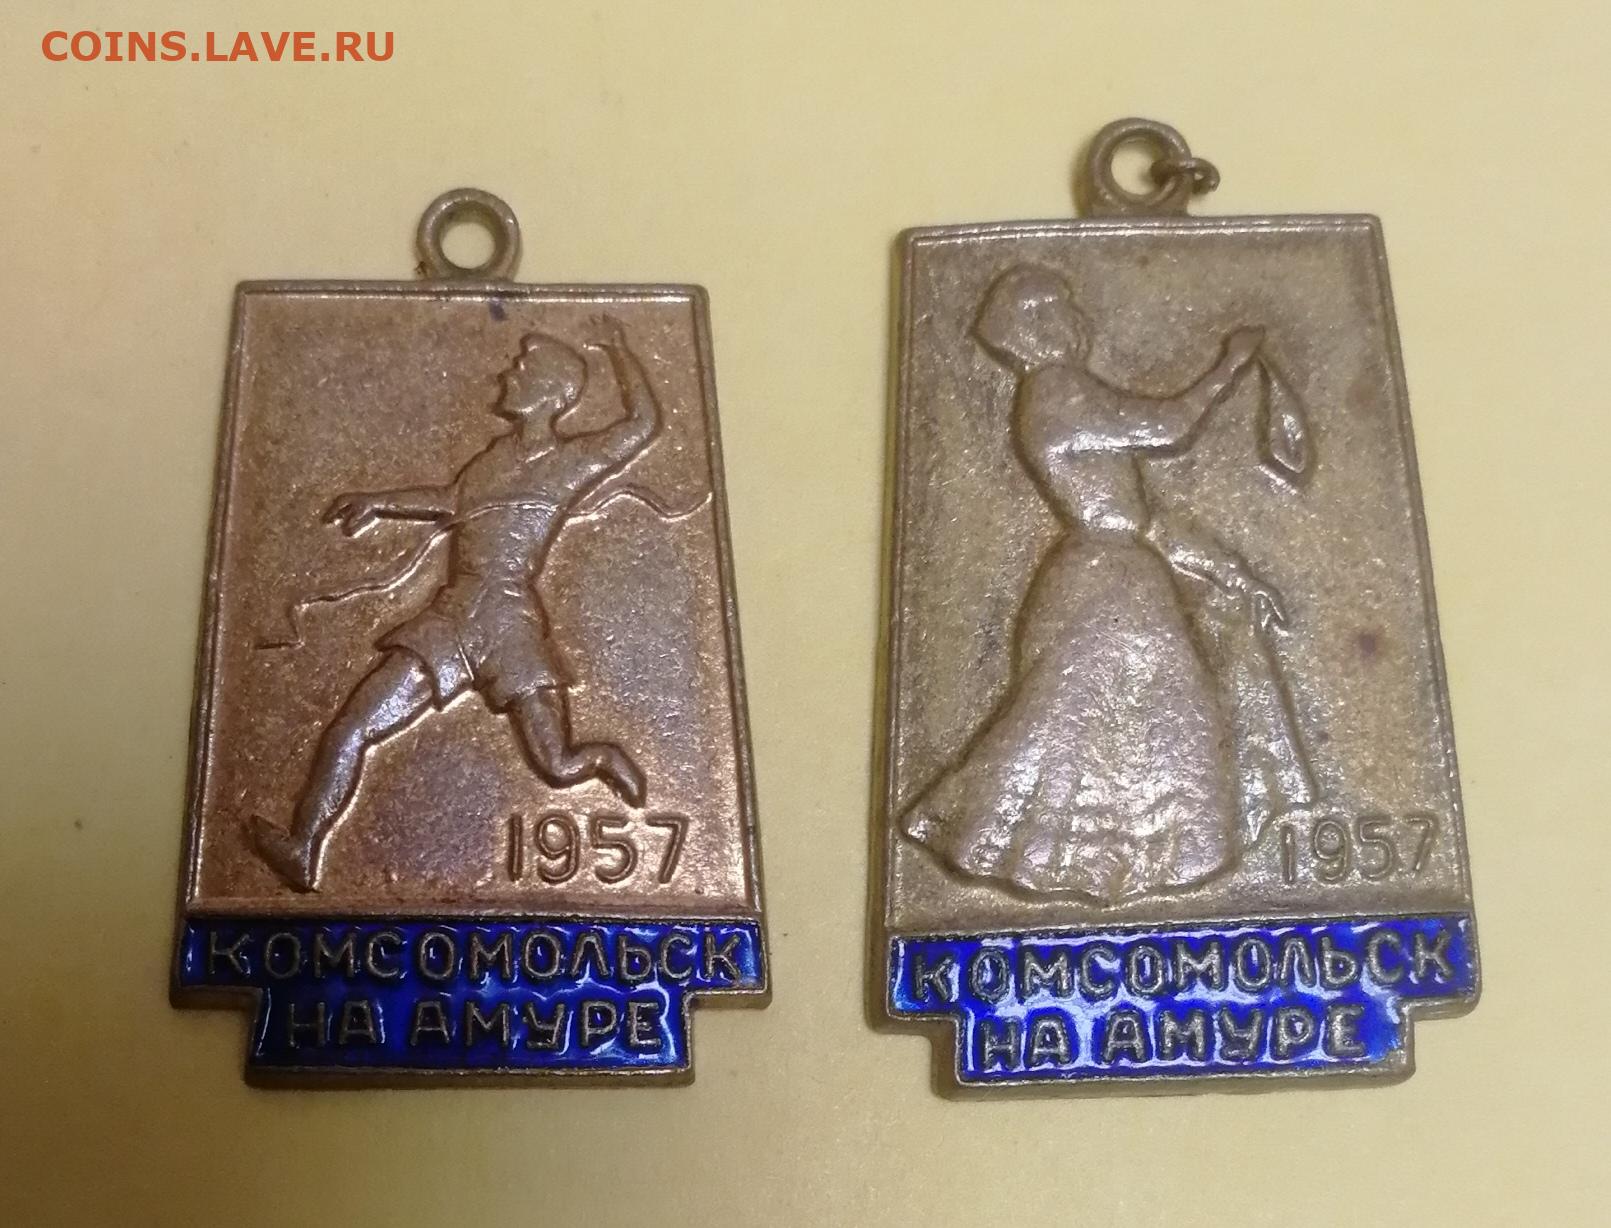 COINS.LAVE.RU
1957
КОМСОМОЛЬСК
НА АМУРЕ
1957
КОМСОМОЛЬСК
НА АМУРЕ